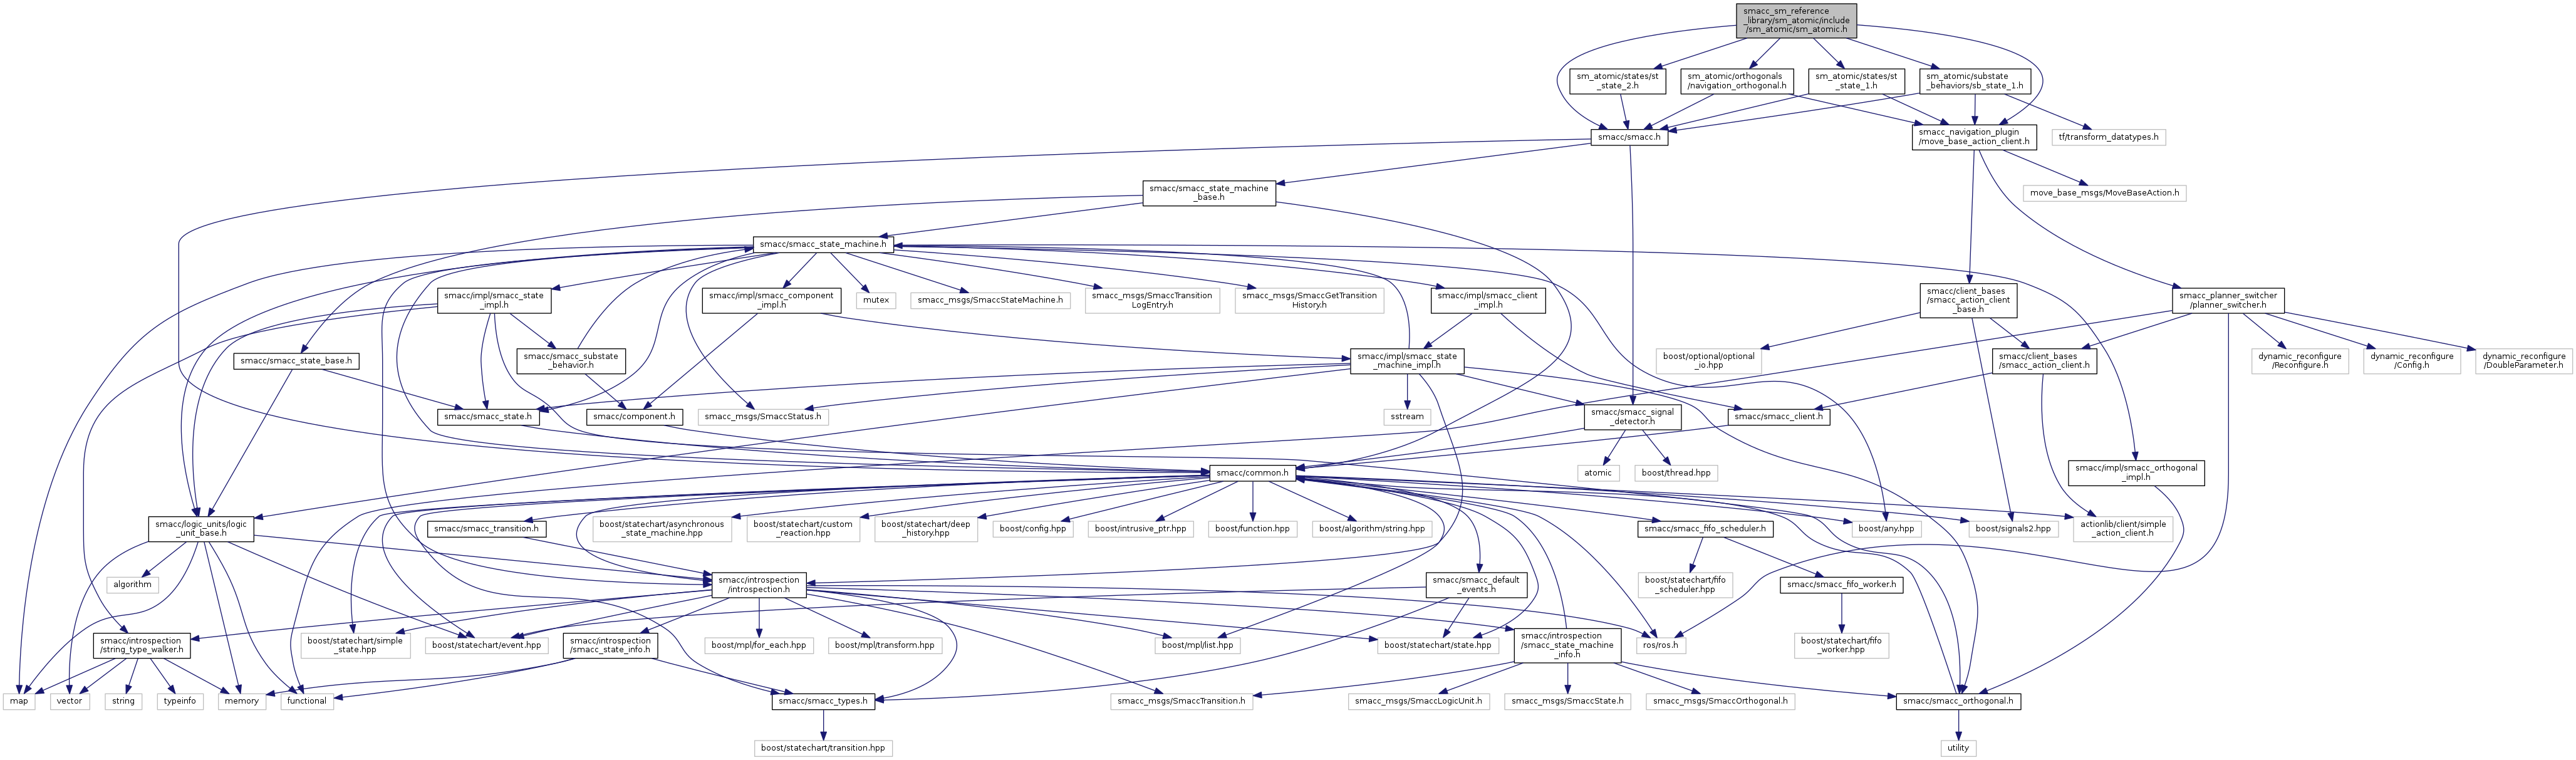 smacc_sm_reference
_library/sm_atomic/include
/sm_atomic/sm_atomic.h
sm_atomic/states/st
_state_2.h
sm_atomic/orthogonals
/navigation_orthogonal.h
sm_atomic/states/st
_state_1.h
sm_atomic/substate
_behaviors/sb_state_1.h
smacc/smacc.h
smacc_navigation_plugin
/move_base_action_client.h
tf/transform_datatypes.h
smacc/smacc_state_machine
_base.h
move_base_msgs/MoveBaseAction.h
smacc/smacc_state_machine.h
smacc/impl/smacc_state
_impl.h
smacc/impl/smacc_component
_impl.h
mutex
smacc_msgs/SmaccStateMachine.h
smacc_msgs/SmaccTransition
LogEntry.h
smacc_msgs/SmaccGetTransition
History.h
smacc/impl/smacc_client
_impl.h
smacc/client_bases
/smacc_action_client
_base.h
smacc_planner_switcher
/planner_switcher.h
smacc/smacc_state_base.h
smacc/smacc_substate
_behavior.h
smacc/impl/smacc_state
_machine_impl.h
boost/optional/optional
_io.hpp
smacc/client_bases
/smacc_action_client.h
dynamic_reconfigure
/Reconfigure.h
dynamic_reconfigure
/Config.h
dynamic_reconfigure
/DoubleParameter.h
smacc/smacc_state.h
smacc/component.h
smacc_msgs/SmaccStatus.h
sstream
smacc/smacc_signal
_detector.h
smacc/smacc_client.h
smacc/common.h
atomic
boost/thread.hpp
smacc/impl/smacc_orthogonal
_impl.h
smacc/logic_units/logic
_unit_base.h
smacc/smacc_transition.h
boost/statechart/asynchronous
_state_machine.hpp
boost/statechart/custom
_reaction.hpp
boost/statechart/deep
_history.hpp
boost/config.hpp
boost/intrusive_ptr.hpp
boost/function.hpp
boost/algorithm/string.hpp
smacc/smacc_fifo_scheduler.h
boost/any.hpp
boost/signals2.hpp
actionlib/client/simple
_action_client.h
algorithm
smacc/introspection
/introspection.h
smacc/smacc_default
_events.h
boost/statechart/fifo
_scheduler.hpp
smacc/smacc_fifo_worker.h
smacc/introspection
/string_type_walker.h
boost/statechart/simple
_state.hpp
boost/statechart/event.hpp
smacc/introspection
/smacc_state_info.h
boost/mpl/for_each.hpp
boost/mpl/transform.hpp
boost/mpl/list.hpp
boost/statechart/state.hpp
smacc/introspection
/smacc_state_machine
_info.h
ros/ros.h
boost/statechart/fifo
_worker.hpp
map
vector
string
typeinfo
memory
functional
smacc/smacc_types.h
smacc_msgs/SmaccTransition.h
smacc_msgs/SmaccLogicUnit.h
smacc_msgs/SmaccState.h
smacc_msgs/SmaccOrthogonal.h
smacc/smacc_orthogonal.h
boost/statechart/transition.hpp
utility